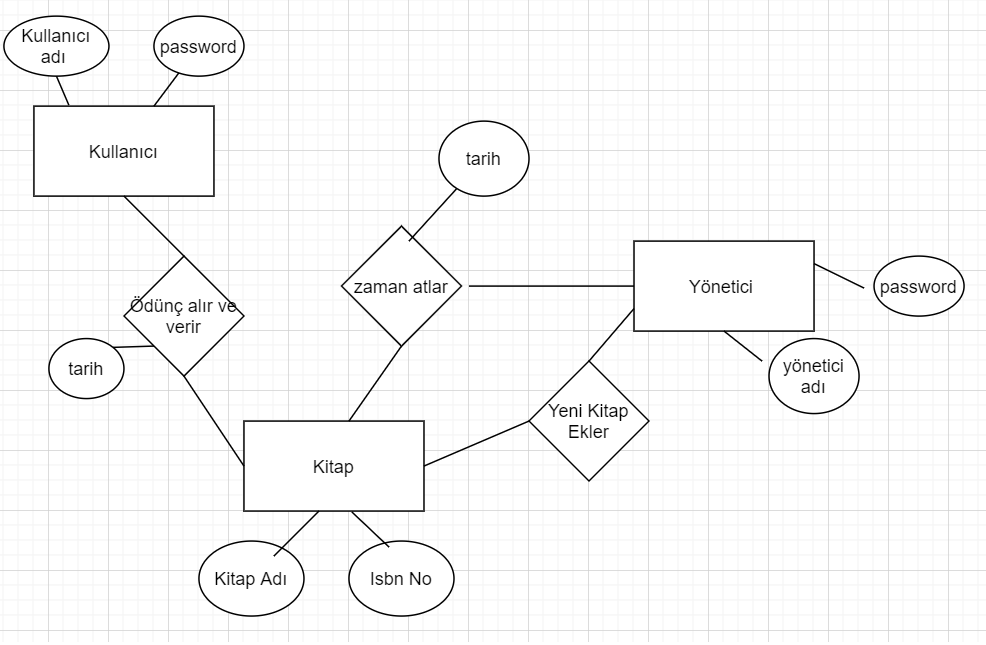 Kullanıcı
adı
password
Kullanıcı
tarih
zaman atlar
Yönetici
password
Ödünç alır ve
verir
tarih
yönetici
adı
Yeni Kitap
Ekler
Kitap
Kitap Adı
Isbn No